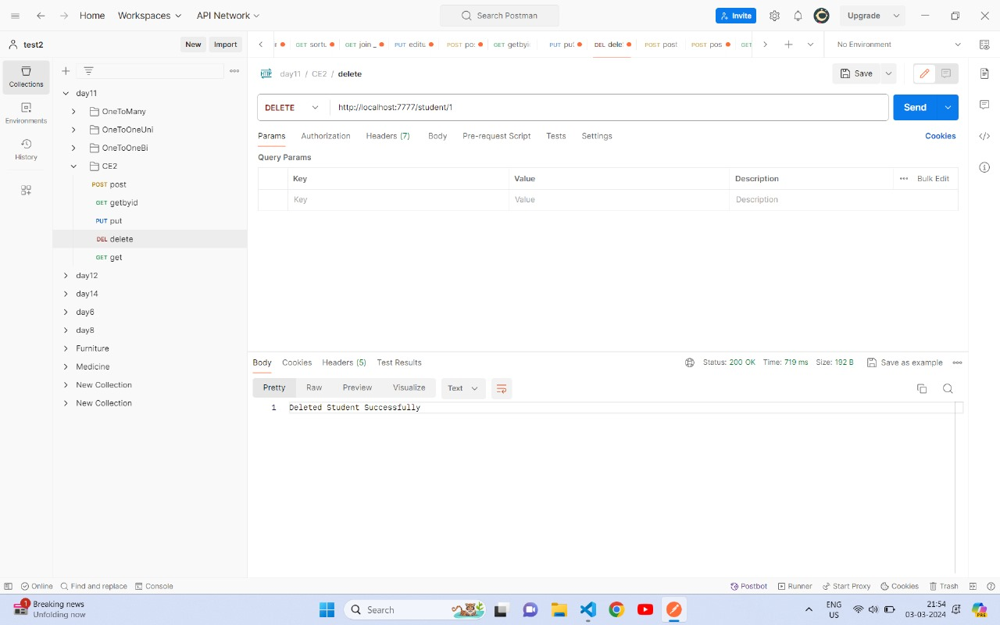 Home Workspaces API Network Search Postman Invite Upgrade
test2 New Import
GET sortu GET join _ PUT editu POST po: GET getbyi PUT pu DEL dele POST post POST pos GET No Environment
Collections
Environments
History
day11
OneToMany
OneToOneUni
OneToOneBi
CE2
POST post
GET getbyid
PUT put
DEL delete
GET get
day12
day14
day6
day8
Furniture
Medicine
New Collection
New Collection
HTTP day11 / CE2 / delete Save
DELETE http://localhost:7777/student/1 Send
Params Authorization Headers (7) Body Pre-request Script Tests Settings Cookies
Query Params
Key Value Description Bulk Edit
Key Value Description
Body Cookies Headers (5) Test Results Status: 200 OK Time: 719 ms Size: 192 B Save as example
Pretty Raw Preview Visualize Text
1 Deleted Student Successfully
Online Find and replace Console Postbot Runner Start Proxy Cookies Trash
1 Breaking news
Unfolding now
Search
ENG
US
21:54
03-03-2024
PRE